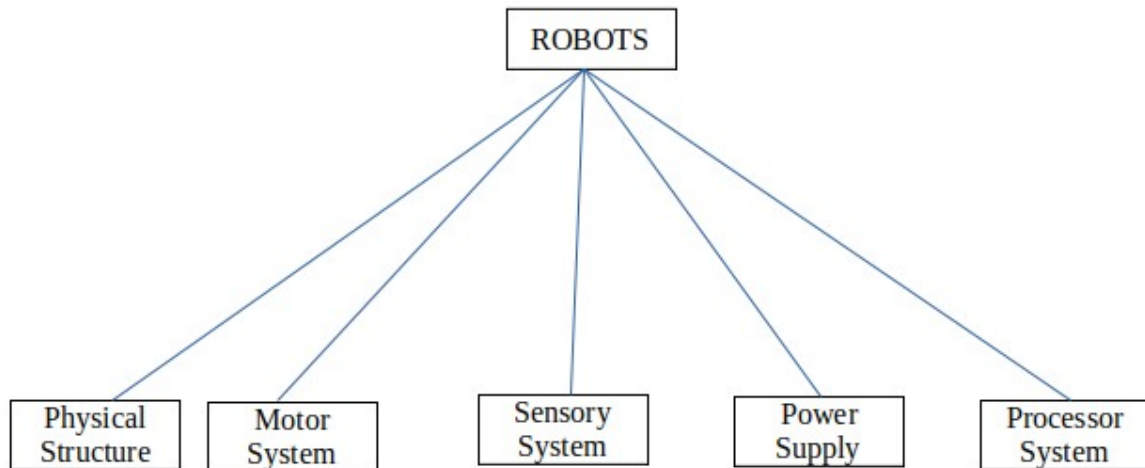 ROBOTS
Physical
Structure
Motor
System
Sensory
System
Power
Supply
Processor
System